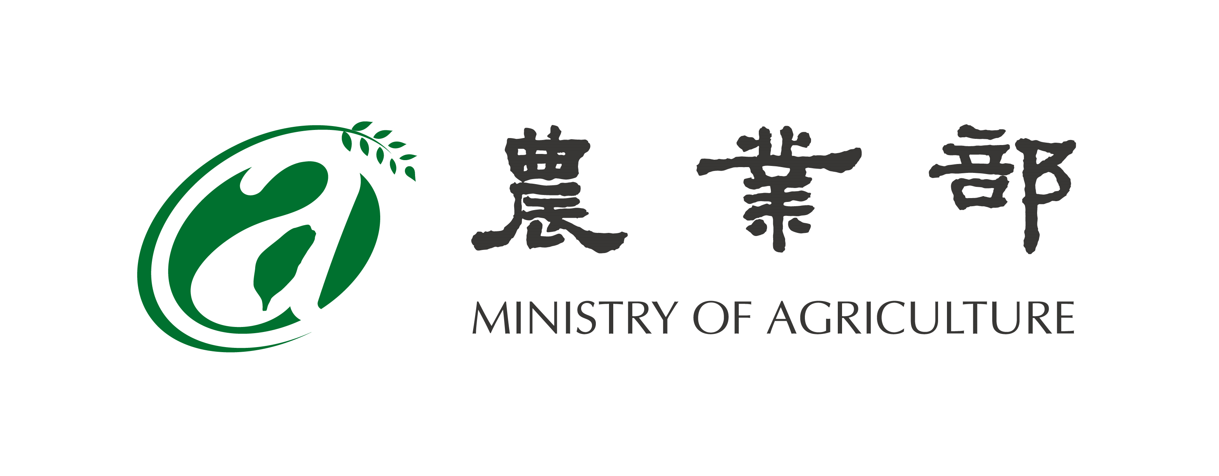 農業部
MINISTRY OF AGRICULTURE